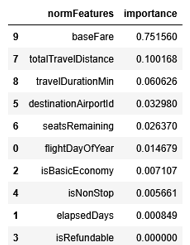 normFeatures importance
9 baseFare 0.751560
7 totalTravelDistance 0.100168
8 travelDurationMin 0.060626
5 destinationAirportId 0.032980
6 seatsRemaining 0.026370
0 flightDayOfYear 0.014679
2 isBasicEconomy 0.007107
4 isNonStop 0.005661
1 elapsedDays 0.000849
3 isRefundable 0.000000